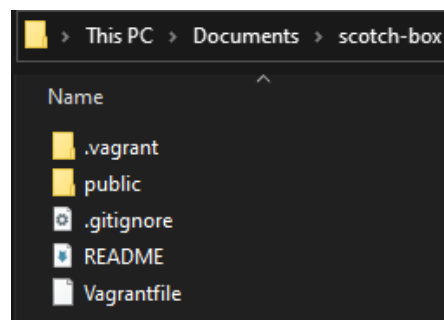 This PC > Documents > scotch-box
Name
.vagrant
public
.gitignore
README
Vagrantfile